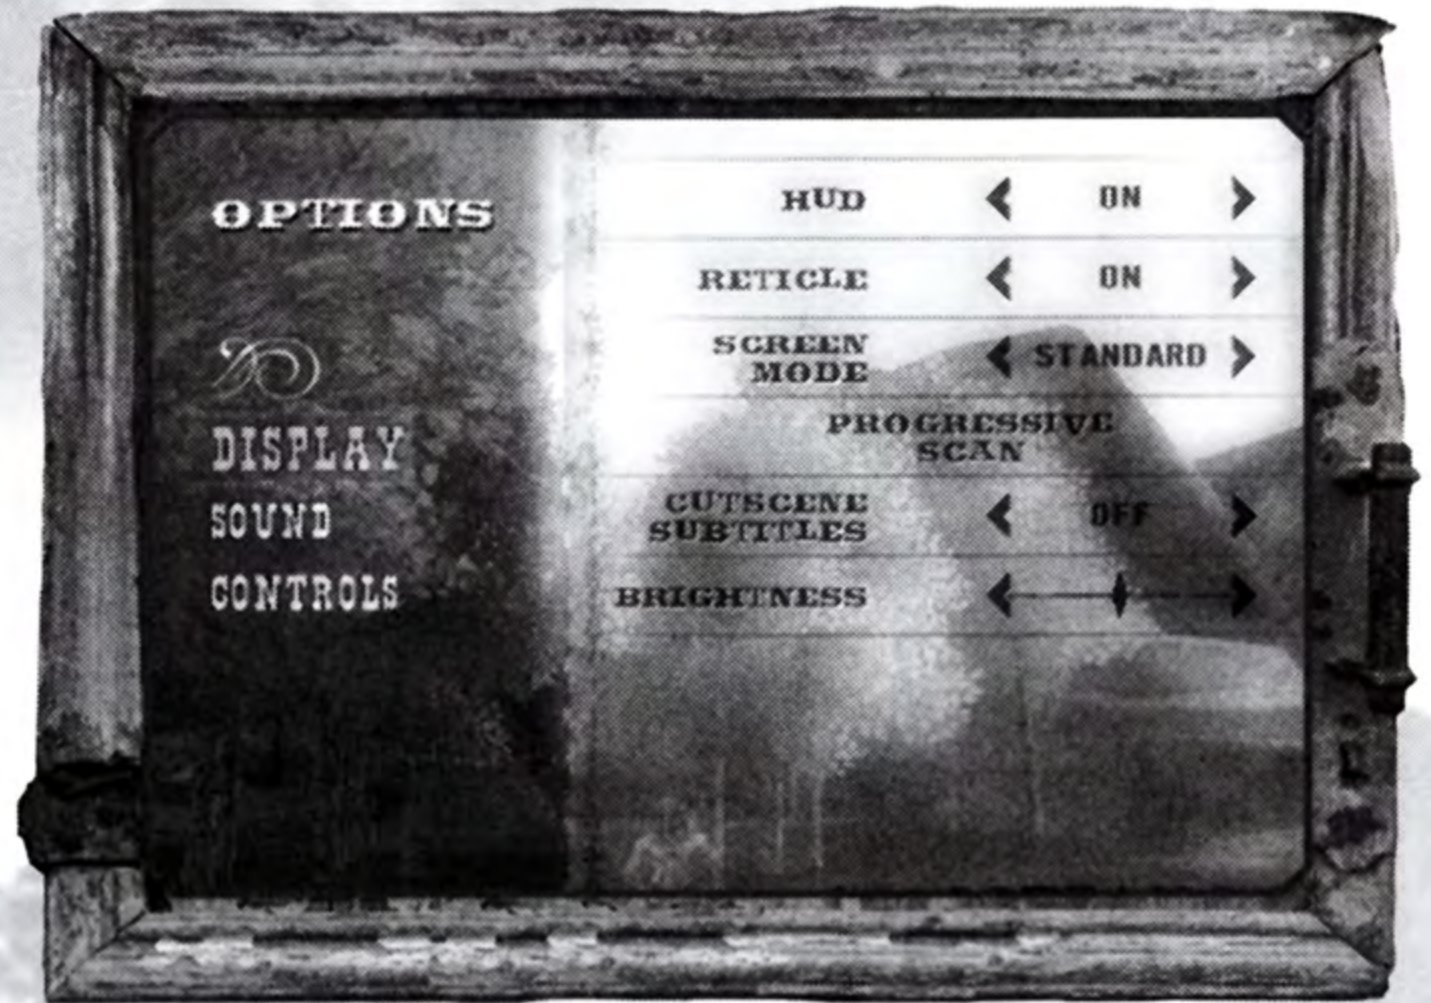 OPTIONS
DISPLAY
SOUND
CONTROLS
HUD ON
RETICLE ON
SCREEN
MODE STANDARD
PROGRESSIVE
SCAN
CUTSCENE
SUBTITLES OFF
BRIGHTNESS